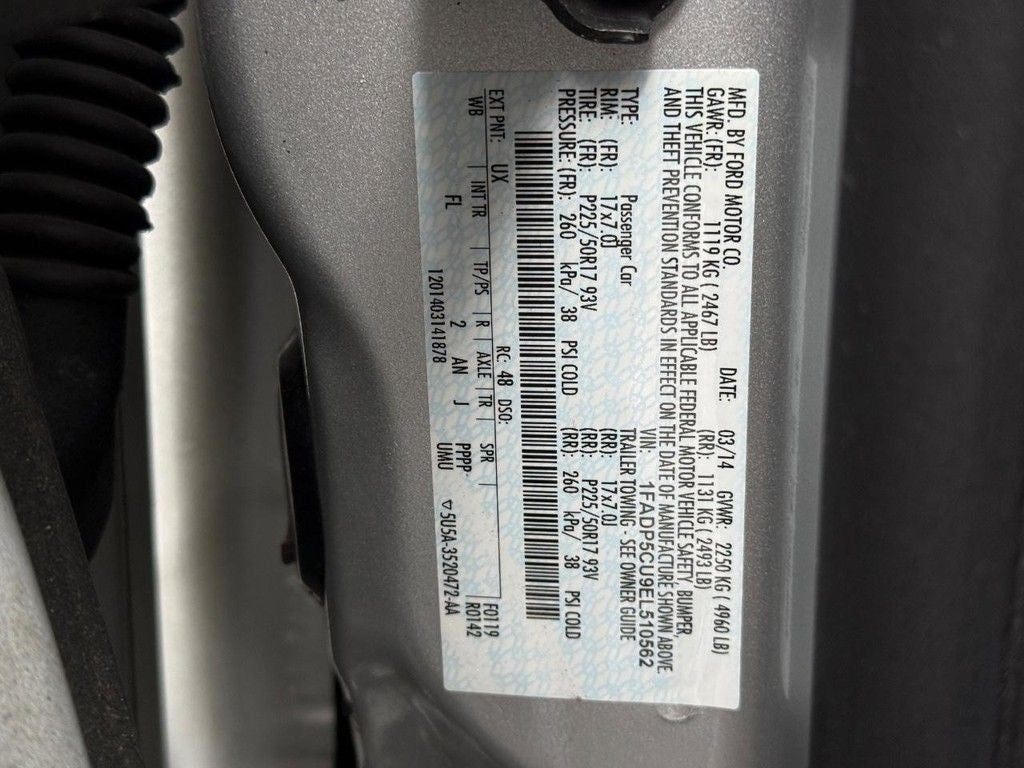 MFD. BY FORD MOTOR CO. DATE: 03/14 GVWR: 2250 KG ( 4960 LB)
GAWR: (FR): 1119 KG ( 2467 LB) (RR): 1131 KG ( 2493 LB)
THIS VEHICLE CONFORMS TO ALL APPLICABLE FEDERAL MOTOR VEHICLE SAFETY, BUMPER,
AND THEFT PREVENTION STANDARDS IN EFFECT ON THE DATE OF MANUFACTURE SHOWN ABOVE.
VIN: 1FADP5CU9EL510562
TYPE: Passenger Car TRAILER TOWING - SEE OWNER GUIDE
RIM: (FR): 17x7.0J (RR): 17x7.0J
TIRE: (FR): P225/50R17 93V (RR): P225/50R17 93V
PRESSURE: (FR): 260 kPa/ 38 PSI COLD (RR): 260 kPa/ 38 PSI COLD
RC: 48 DSO: F0119
EXT PNT: UX R0142
WB | INT TR | TP/PS | R | AXLE | TR | SPR |
FL 2 AN J PPPP
UMU
1201403141878 ▽5U5A-3520472-AA